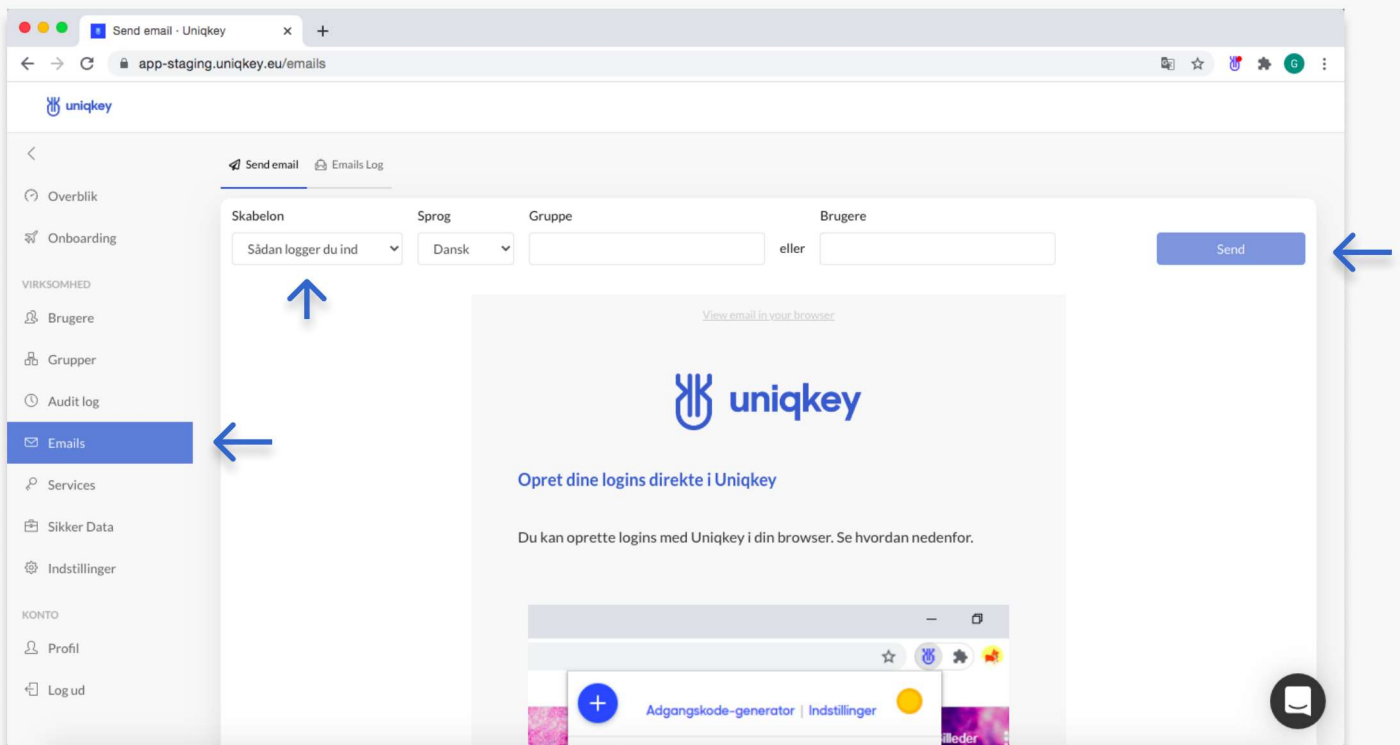 Send email · Uniqkey
app-staging.uniqkey.eu/emails
G
uniqkey
Send email Emails Log
Overblik
Onboarding
VIRKSOMHED
Brugere
Grupper
Audit log
Emails
Services
Sikker Data
Indstillinger
KONTO
Profil
Log ud
Skabelon Sprog Gruppe Brugere
Sådan logger du ind Dansk eller Send
View email in your browser
uniqkey
Opret dine logins direkte i Uniqkey
Du kan oprette logins med Uniqkey i din browser. Se hvordan nedenfor.
Adgangskode-generator | Indstillinger